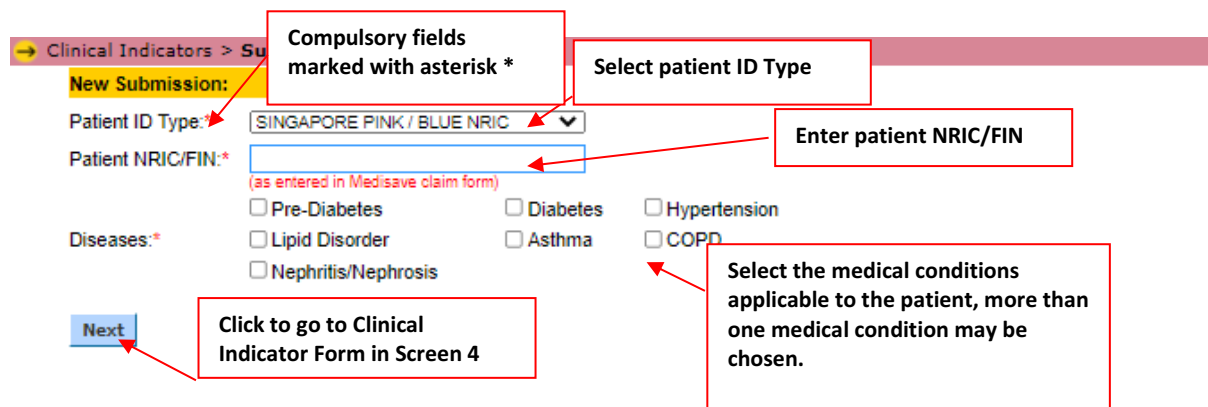 Clinical Indicators > Su
Compulsory fields
marked with asterisk *
Select patient ID Type
New Submission:
Patient ID Type:* SINGAPORE PINK / BLUE NRIC
Enter patient NRIC/FIN
Patient NRIC/FIN:*
(as entered in Medisave claim form)
Pre-Diabetes Diabetes Hypertension
Diseases:* Lipid Disorder Asthma COPD
Nephritis/Nephrosis
Select the medical conditions
applicable to the patient, more than
one medical condition may be
chosen.
Next
Click to go to Clinical
Indicator Form in Screen 4